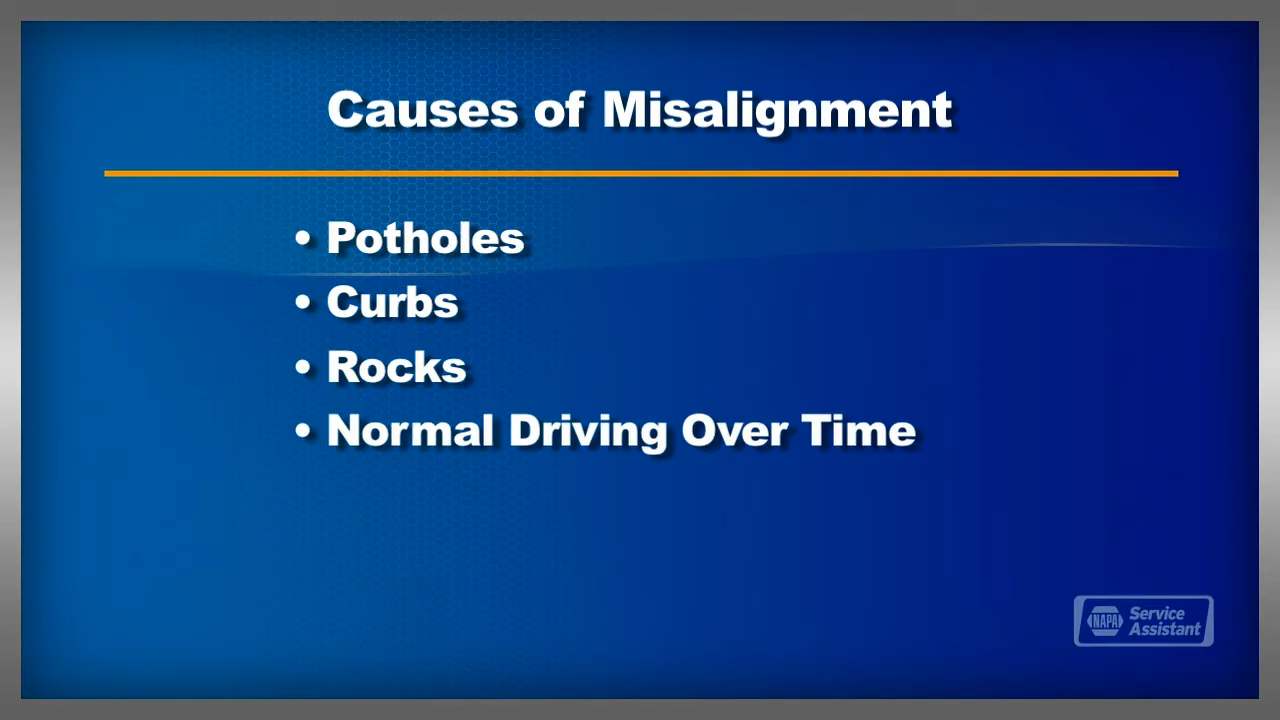 Causes of Misalignment
• Potholes
• Curbs
• Rocks
• Normal Driving Over Time
NAPA Service
Assistant